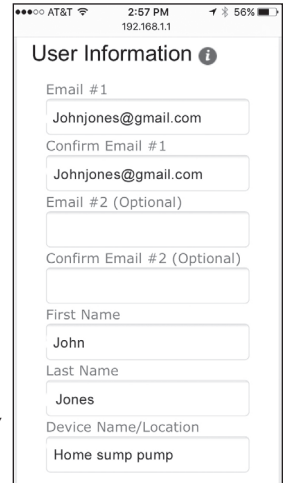 AT&T 2:57 PM 56%
192.168.1.1
User Information i
Email #1
Johnjones@gmail.com
Confirm Email #1
Johnjones@gmail.com
Email #2 (Optional)
Confirm Email #2 (Optional)
First Name
John
Last Name
Jones
Device Name/Location
Home sump pump